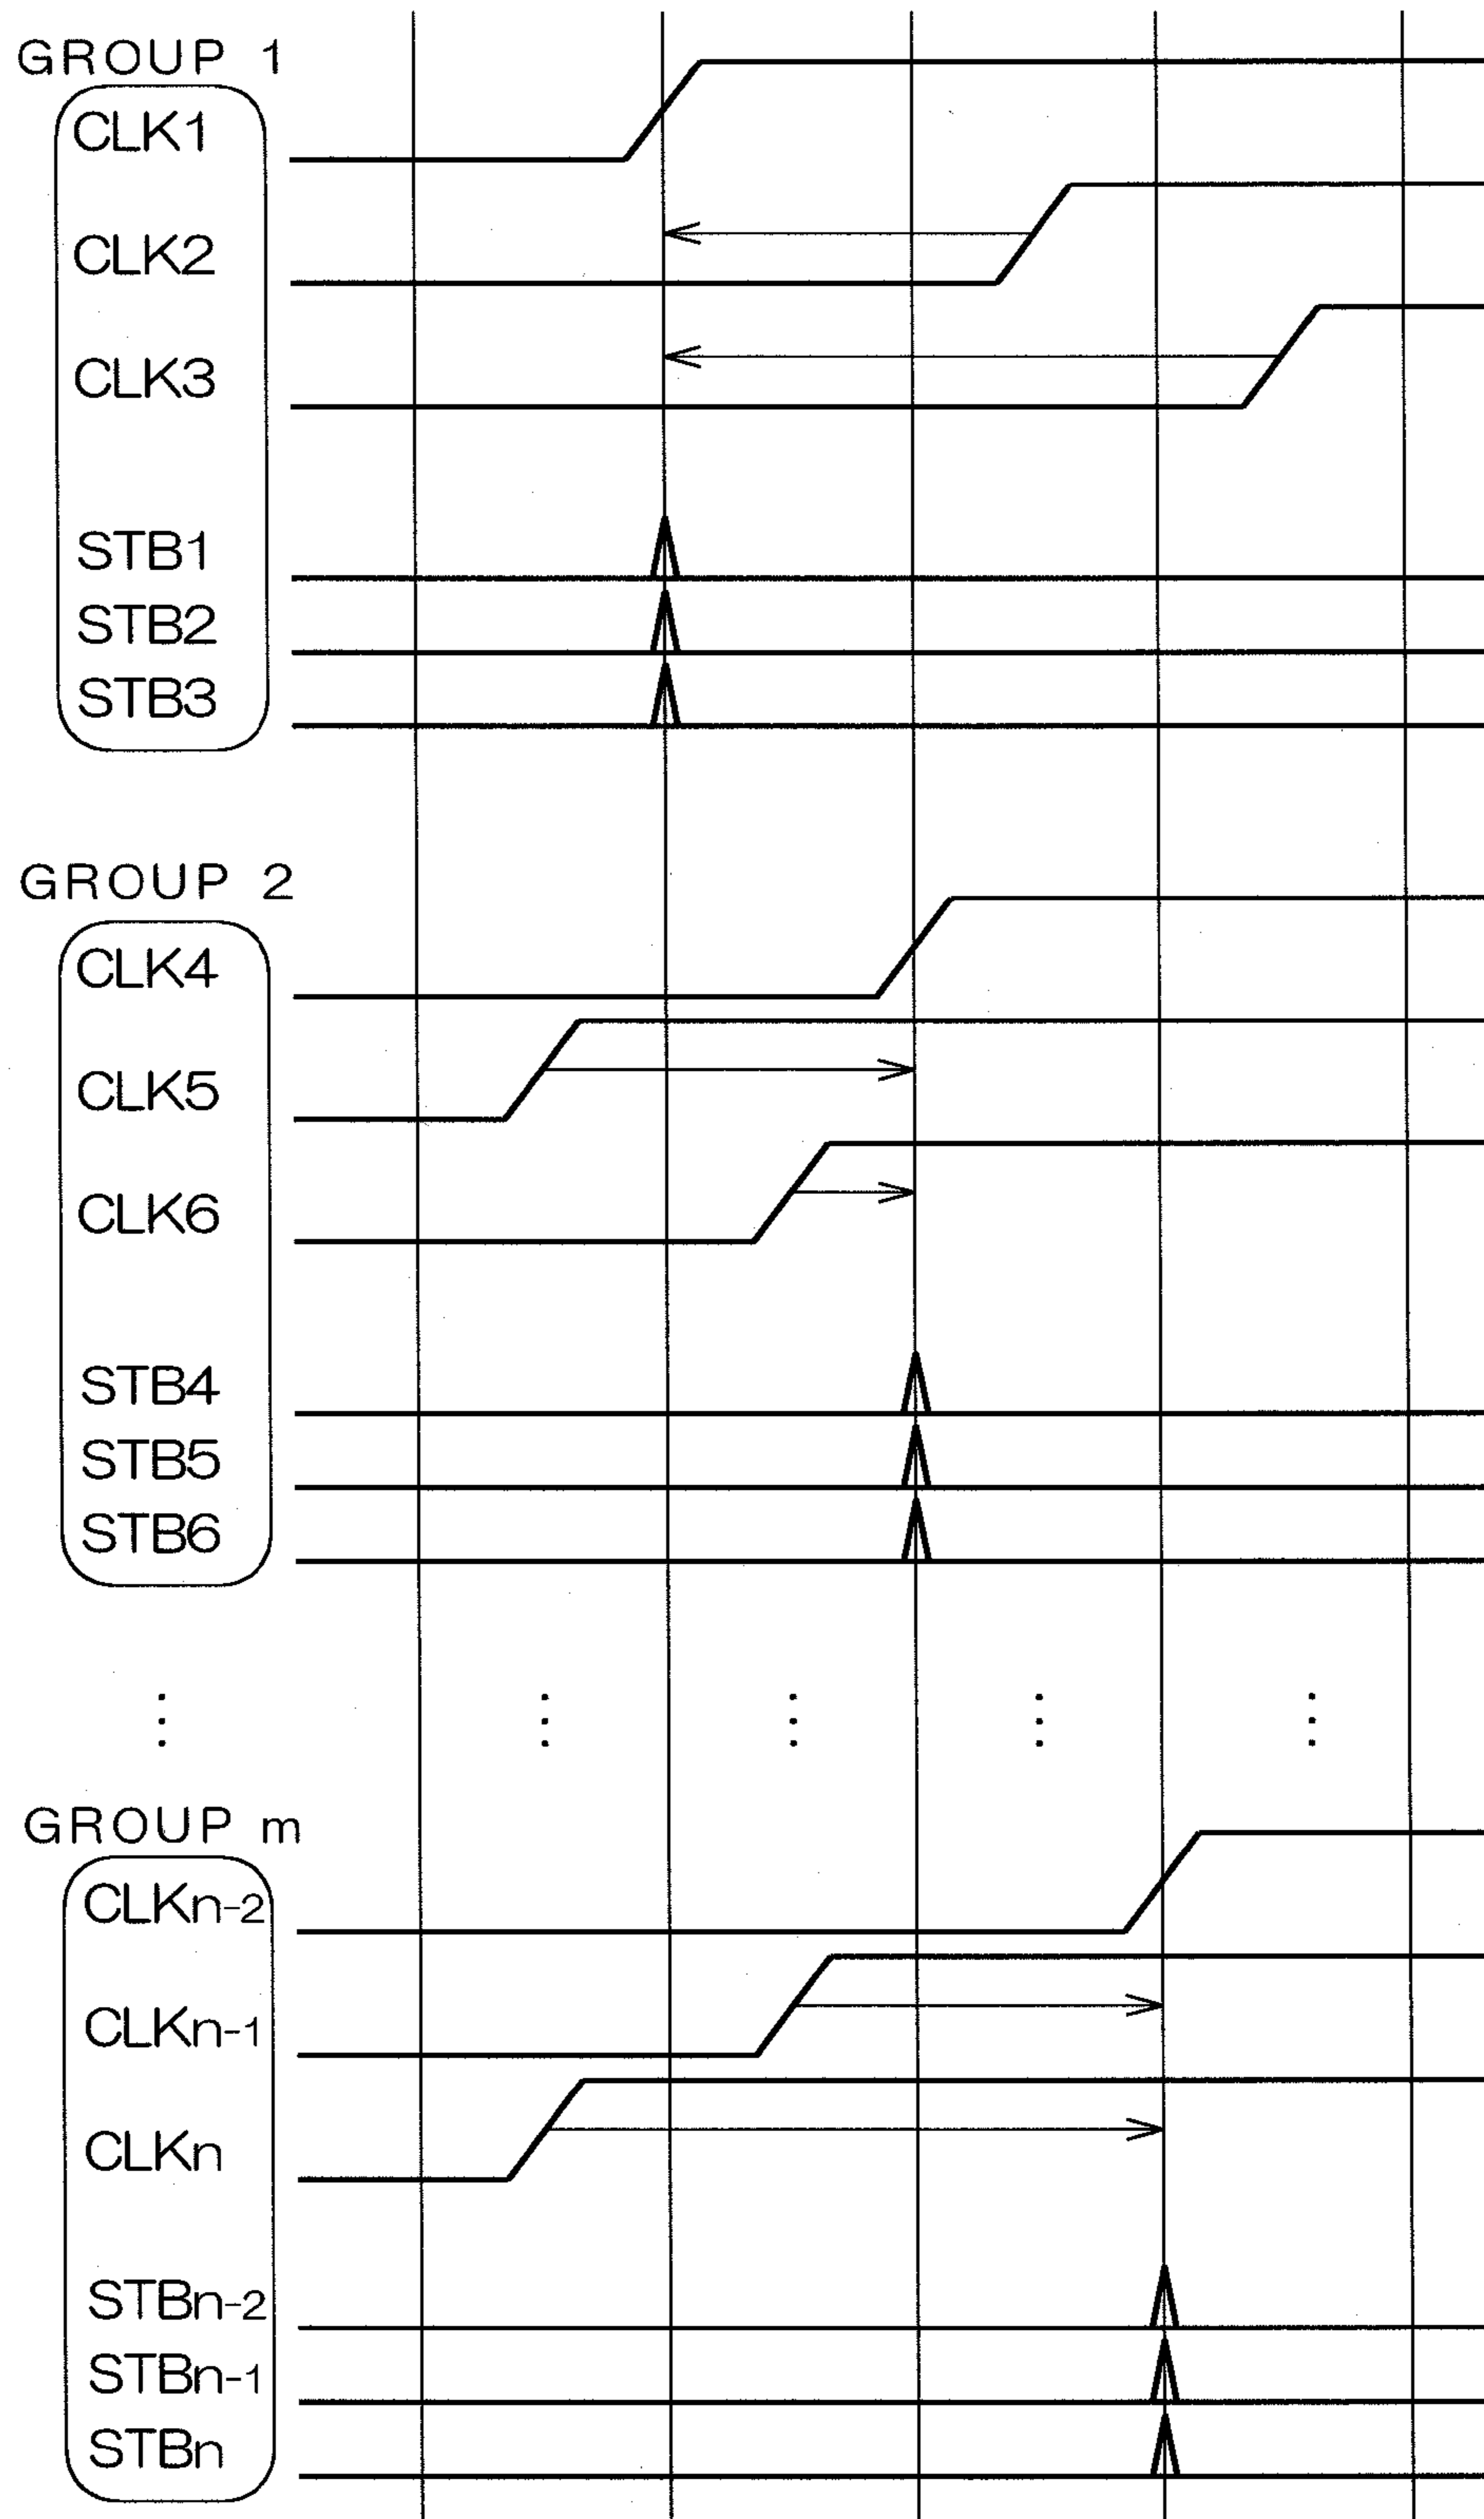 GROUP 1
CLK1
CLK2
CLK3
STB1
STB2
STB3
GROUP 2
CLK4
CLK5
CLK6
STB4
STB5
STB6
GROUP m
CLKn-2
CLKn-1
CLKn
STBn-2
STBn-1
STBn